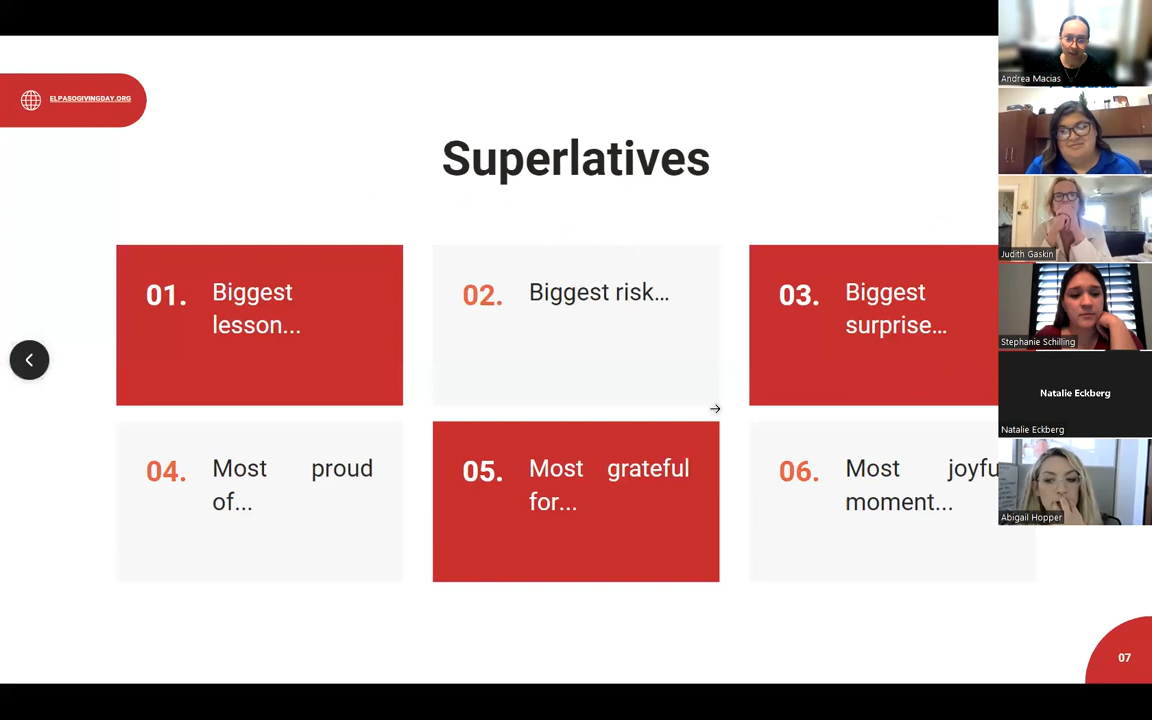 ELPASOGIVINGDAY.ORG
Superlatives
01. Biggest
lesson...
02. Biggest risk...
03. Biggest
surprise...
04. Most proud
of...
05. Most grateful
for...
06. Most joyfu
moment...
07
Andrea Macias
Judith Gaskin
Stephanie Schilling
Natalie Eckberg
Natalie Eckberg
Abigail Hopper